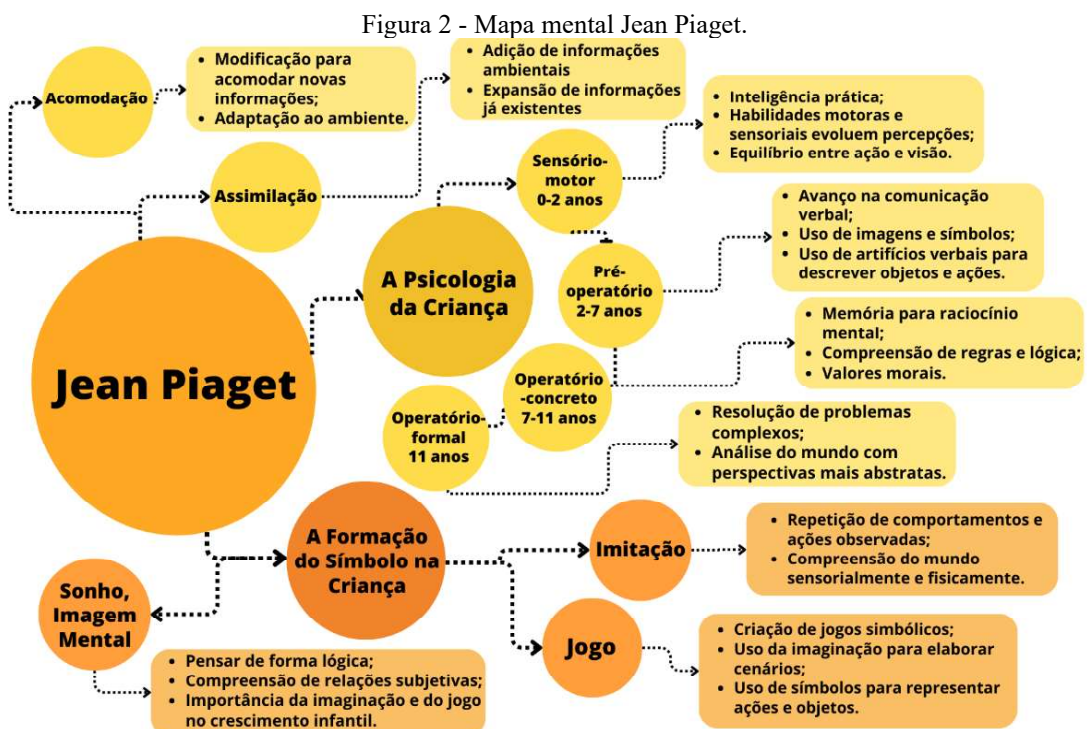 Figura 2 - Mapa mental Jean Piaget.
Acomodação
• Modificação para
acomodar novas
informações;
• Adaptação ao ambiente.
Assimilação
• Adição de informações
ambientais
• Expansão de informações
já existentes
Jean Piaget
A Psicologia
da Criança
Sensório-
motor
0-2 anos
• Inteligência prática;
• Habilidades motoras e
sensoriais evoluem percepções;
• Equilíbrio entre ação e visão.
Pré-
operatório
2-7 anos
• Avanço na comunicação
verbal;
• Uso de imagens e símbolos;
• Uso de artifícios verbais para
descrever objetos e ações.
Operatório
-concreto
7-11 anos
• Memória para raciocínio
mental;
• Compreensão de regras e lógica;
• Valores morais.
Operatório-
formal
11 anos
• Resolução de problemas
complexos;
• Análise do mundo com
perspectivas mais abstratas.
A Formação
do Símbolo na
Criança
Imitação
• Repetição de comportamentos e
ações observadas;
• Compreensão do mundo
sensorialmente e fisicamente.
Jogo
• Criação de jogos simbólicos;
• Uso da imaginação para elaborar
cenários;
• Uso de símbolos para representar
ações e objetos.
Sonho,
Imagem
Mental
• Pensar de forma lógica;
• Compreensão de relações subjetivas;
• Importância da imaginação e do jogo
no crescimento infantil.